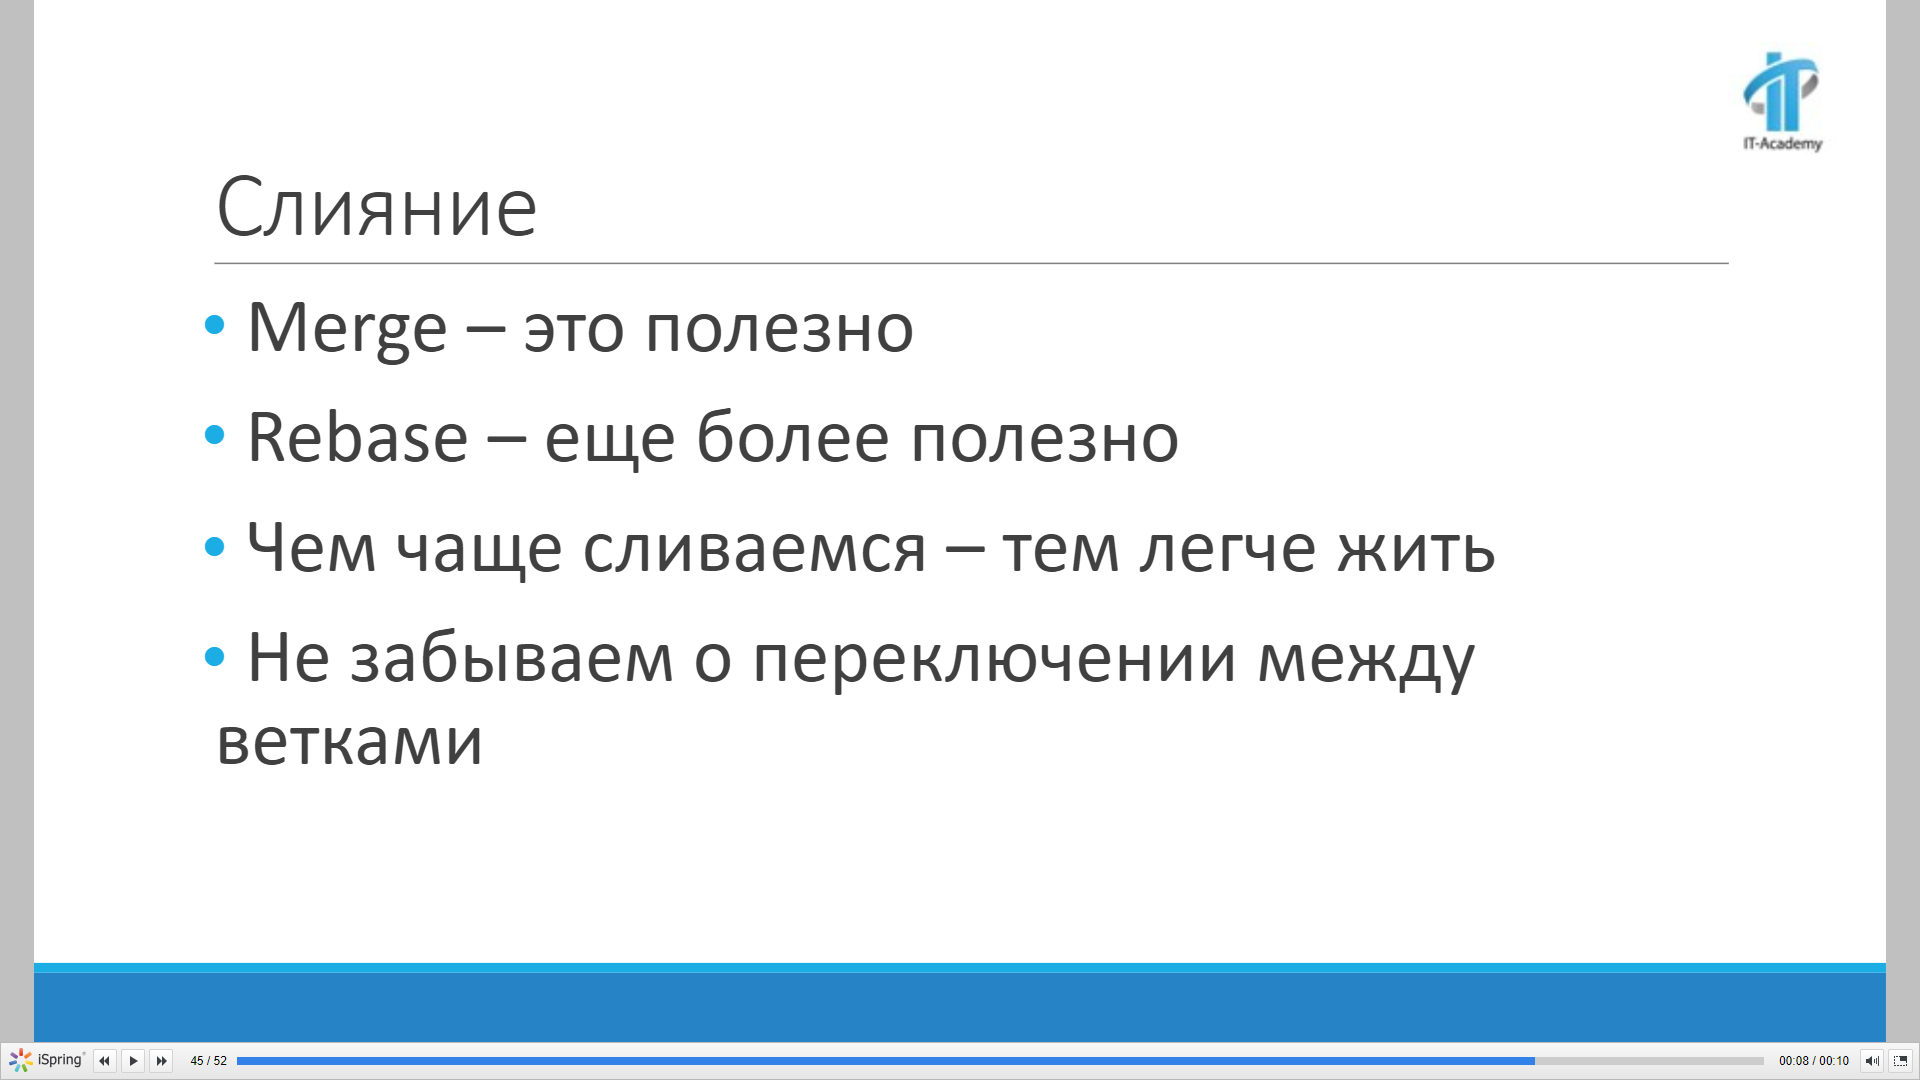 IT-Academy
Слияние
• Merge – это полезно
• Rebase – еще более полезно
• Чем чаще сливаемся – тем легче жить
• Не забываем о переключении между
ветками
iSpring 45 / 52 00:08 / 00:10